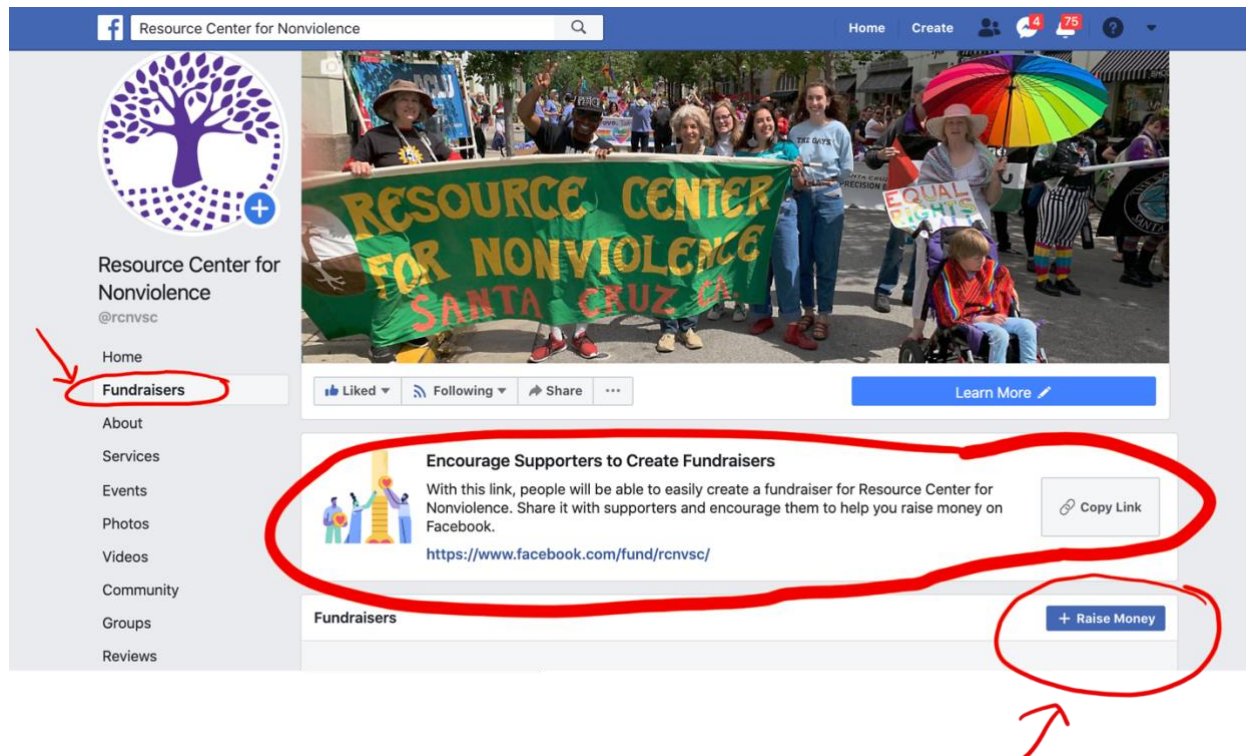 Resource Center for Nonviolence
Home
Create
4
75
PEACE
RESOURCE CENTER
FOR NONVIOLENCE
SANTA CRUZ CA.
EQUAL
RIGHTS
Resource Center for
Nonviolence
@rcnvsc
Home
Fundraisers
About
Services
Events
Photos
Videos
Community
Groups
Reviews
Liked
Following
Share
Learn More
Encourage Supporters to Create Fundraisers
With this link, people will be able to easily create a fundraiser for Resource Center for
Nonviolence. Share it with supporters and encourage them to help you raise money on
Facebook.
https://www.facebook.com/fund/rcnvsc/
Copy Link
Fundraisers
+ Raise Money